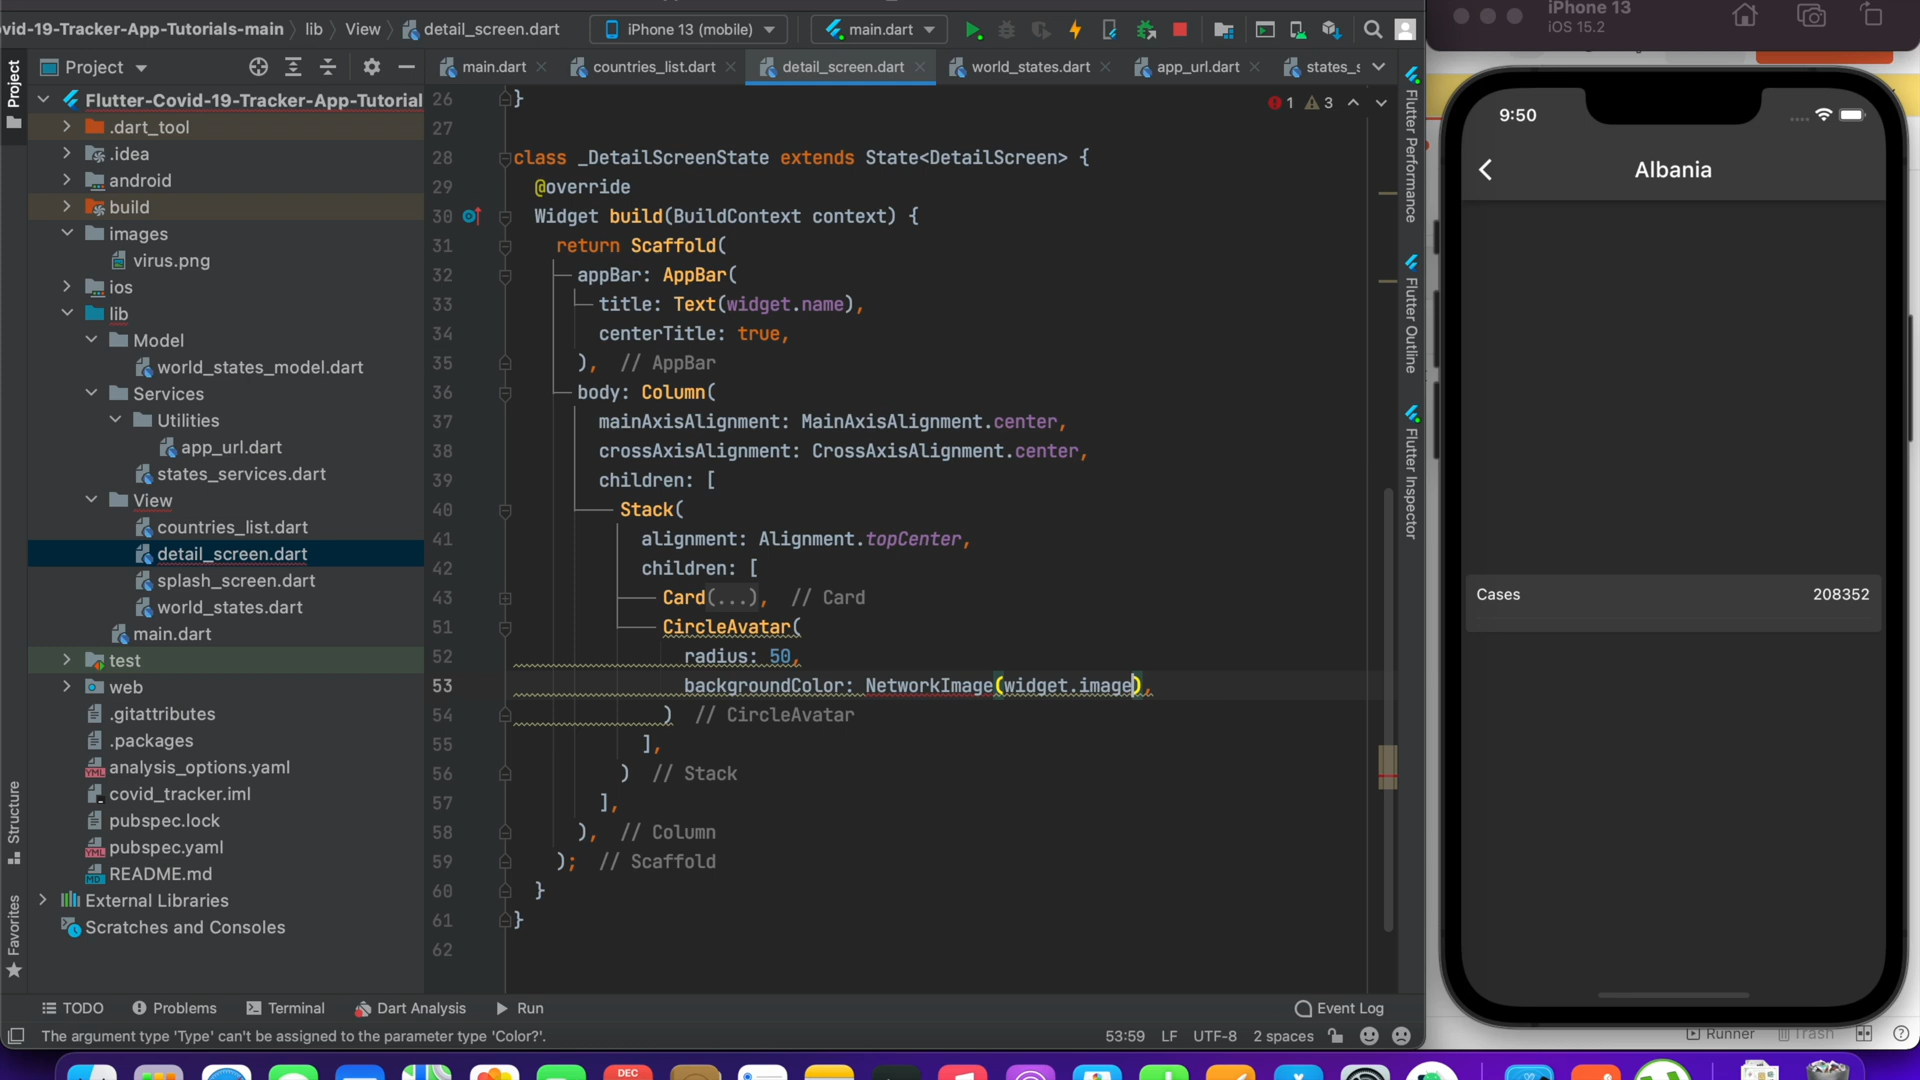 vid-19-Tracker-App-Tutorials-main
lib
View
detail_screen.dart
iPhone 13 (mobile)
main.dart
iPhone 13
iOS 15.2
Project
main.dart
countries_list.dart
detail_screen.dart
world_states.dart
app_url.dart
states_s
Project
Flutter-Covid-19-Tracker-App-Tutorial
.dart_tool
.idea
android
build
images
virus.png
ios
lib
Model
world_states_model.dart
Services
Utilities
app_url.dart
states_services.dart
View
countries_list.dart
detail_screen.dart
splash_screen.dart
world_states.dart
main.dart
test
web
.gitattributes
.packages
analysis_options.yaml
covid_tracker.iml
pubspec.lock
pubspec.yaml
README.md
External Libraries
Scratches and Consoles
Structure
Favorites
1 3
26 }
27
28 class _DetailScreenState extends State<DetailScreen> {
29 @override
30 Widget build(BuildContext context) {
31 return Scaffold(
32 appBar: AppBar(
33 title: Text(widget.name),
34 centerTitle: true,
35 ), // AppBar
36 body: Column(
37 mainAxisAlignment: MainAxisAlignment.center,
38 crossAxisAlignment: CrossAxisAlignment.center,
39 children: [
40 Stack(
41 alignment: Alignment.topCenter,
42 children: [
43 Card(...), // Card
51 CircleAvatar(
52 radius: 50,
53 backgroundColor: NetworkImage(widget.image),
54 ) // CircleAvatar
55 ],
56 ) // Stack
57 ],
58 ), // Column
59 ); // Scaffold
60 }
61 }
62
Flutter Performance
Flutter Outline
Flutter Inspector
9:50
Albania
Cases 208352
TODO
Problems
Terminal
Dart Analysis
Run
Event Log
The argument type 'Type' can't be assigned to the parameter type 'Color?'.
53:59 LF UTF-8 2 spaces
Runner
Trash
DEC